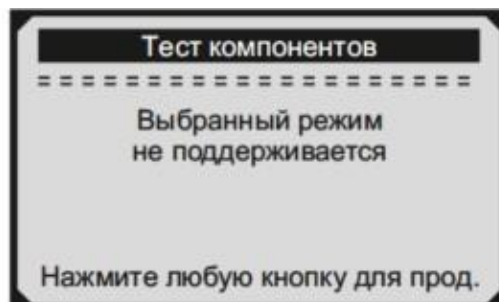 Тест компонентов
= = = = = = = = = = = = = = = = = = = = =
Выбранный режим
не поддерживается
Нажмите любую кнопку для прод.